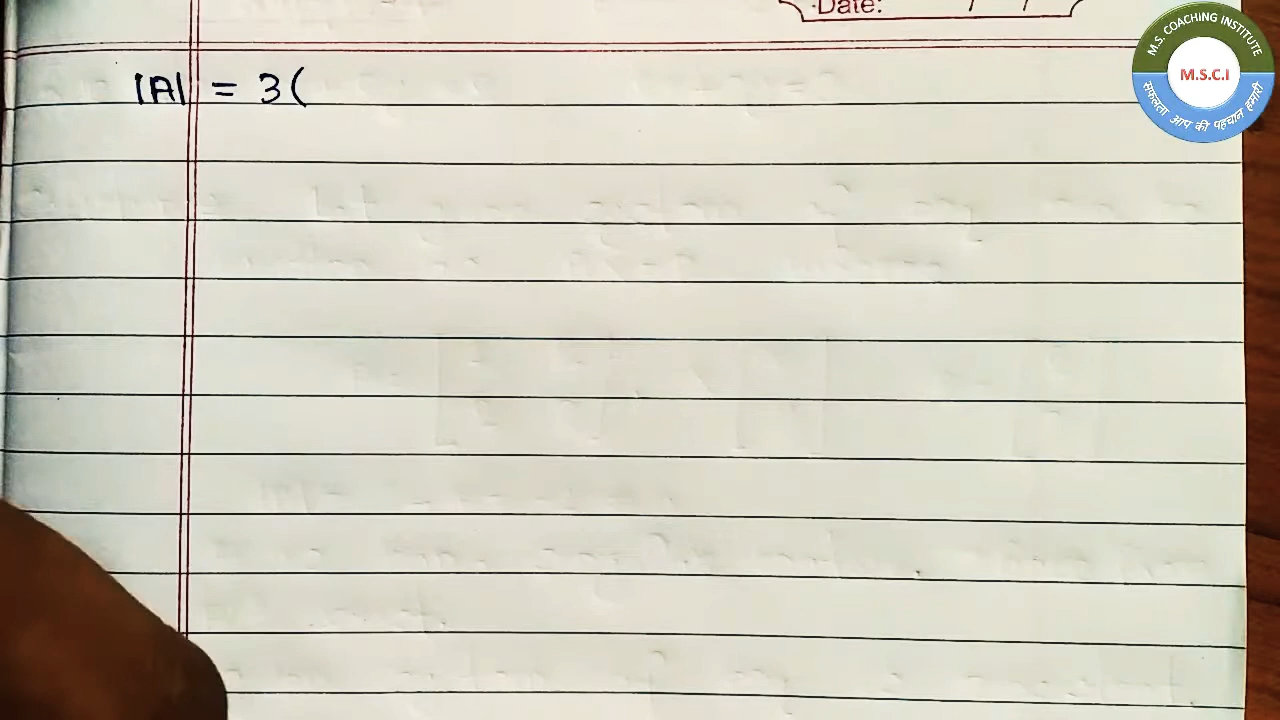 Date: / /
|A| = 3(
M.S. COACHING INSTITUTE
M.S.C.I
सफलता आप की पहचान हमारी